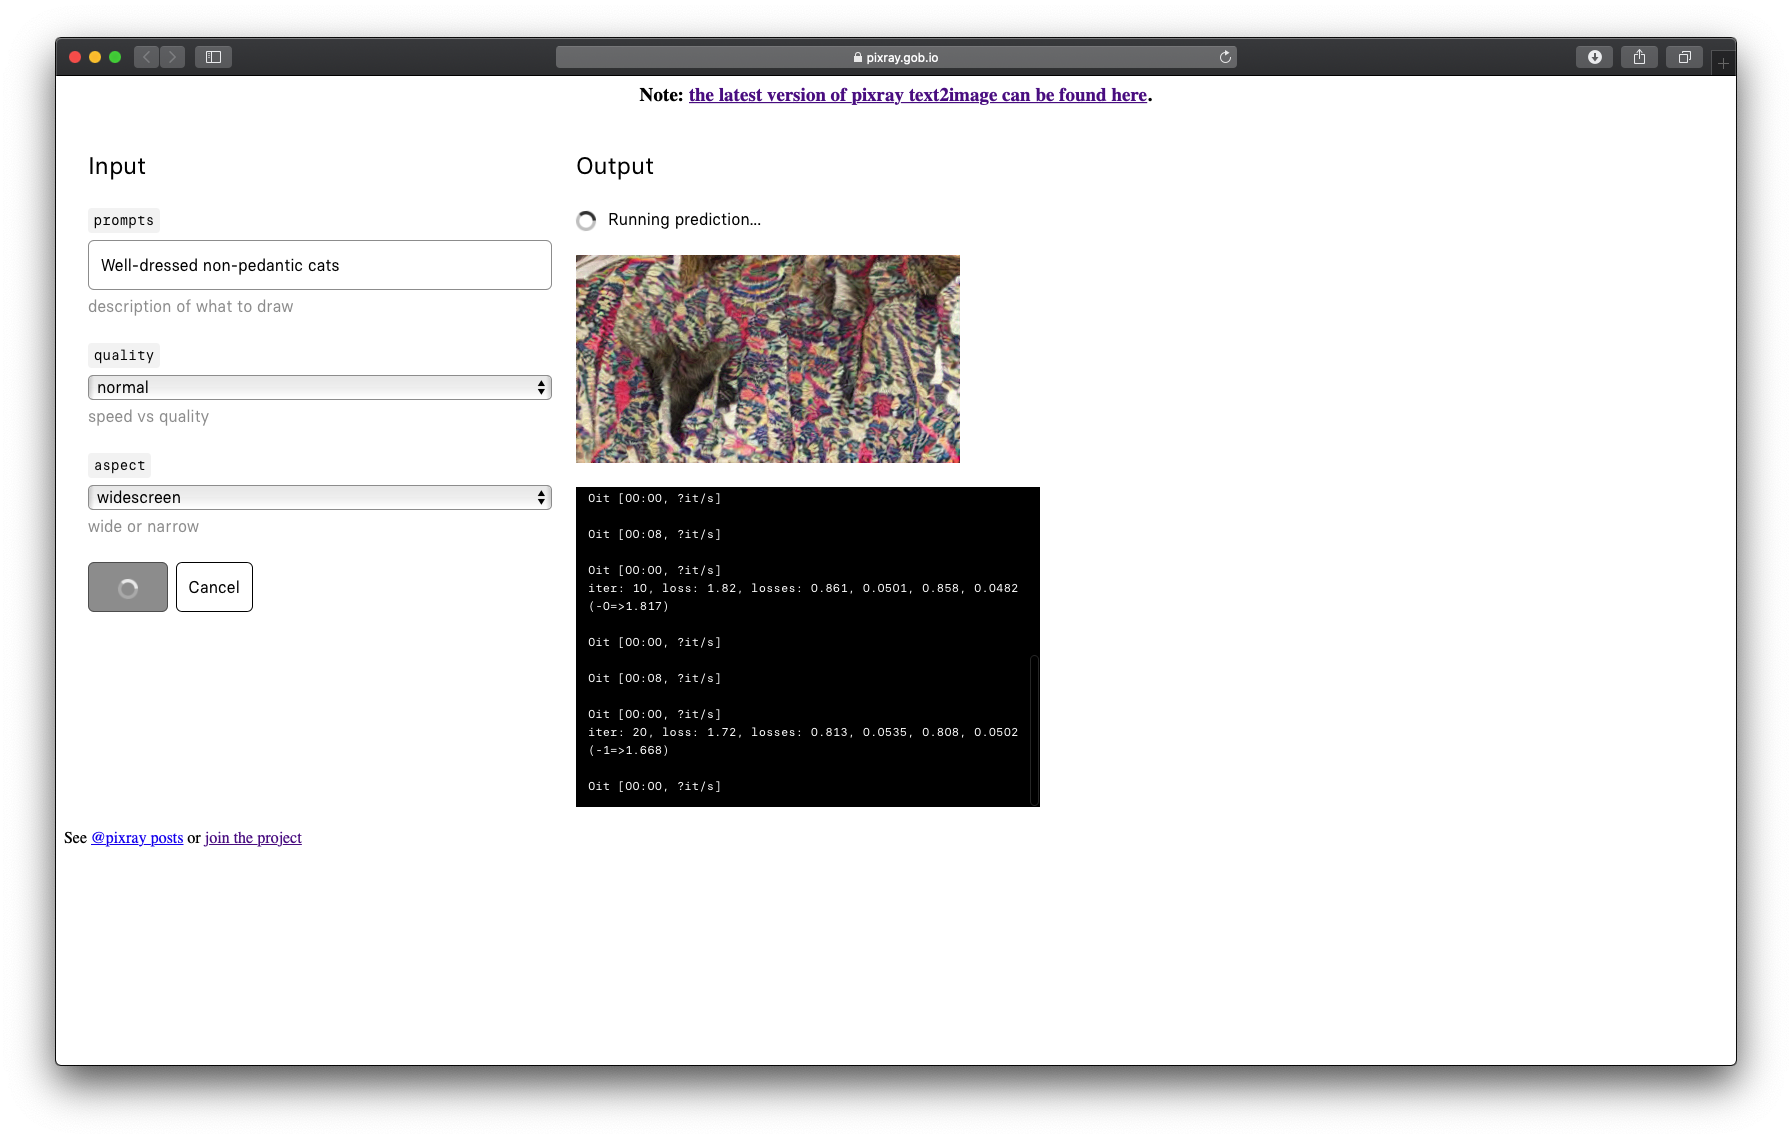 pixray.gob.io
Note: the latest version of pixray text2image can be found here.
Input
prompts
Well-dressed non-pedantic cats
description of what to draw
quality
normal
speed vs quality
aspect
widescreen
wide or narrow
Cancel
Output
Running prediction...
0it [00:00, ?it/s]
0it [00:08, ?it/s]
0it [00:00, ?it/s]
iter: 10, loss: 1.82, losses: 0.861, 0.0501, 0.858, 0.0482
(-0=>1.817)
0it [00:00, ?it/s]
0it [00:08, ?it/s]
0it [00:00, ?it/s]
iter: 20, loss: 1.72, losses: 0.813, 0.0535, 0.808, 0.0502
(-1=>1.668)
0it [00:00, ?it/s]
See @pixray posts or join the project